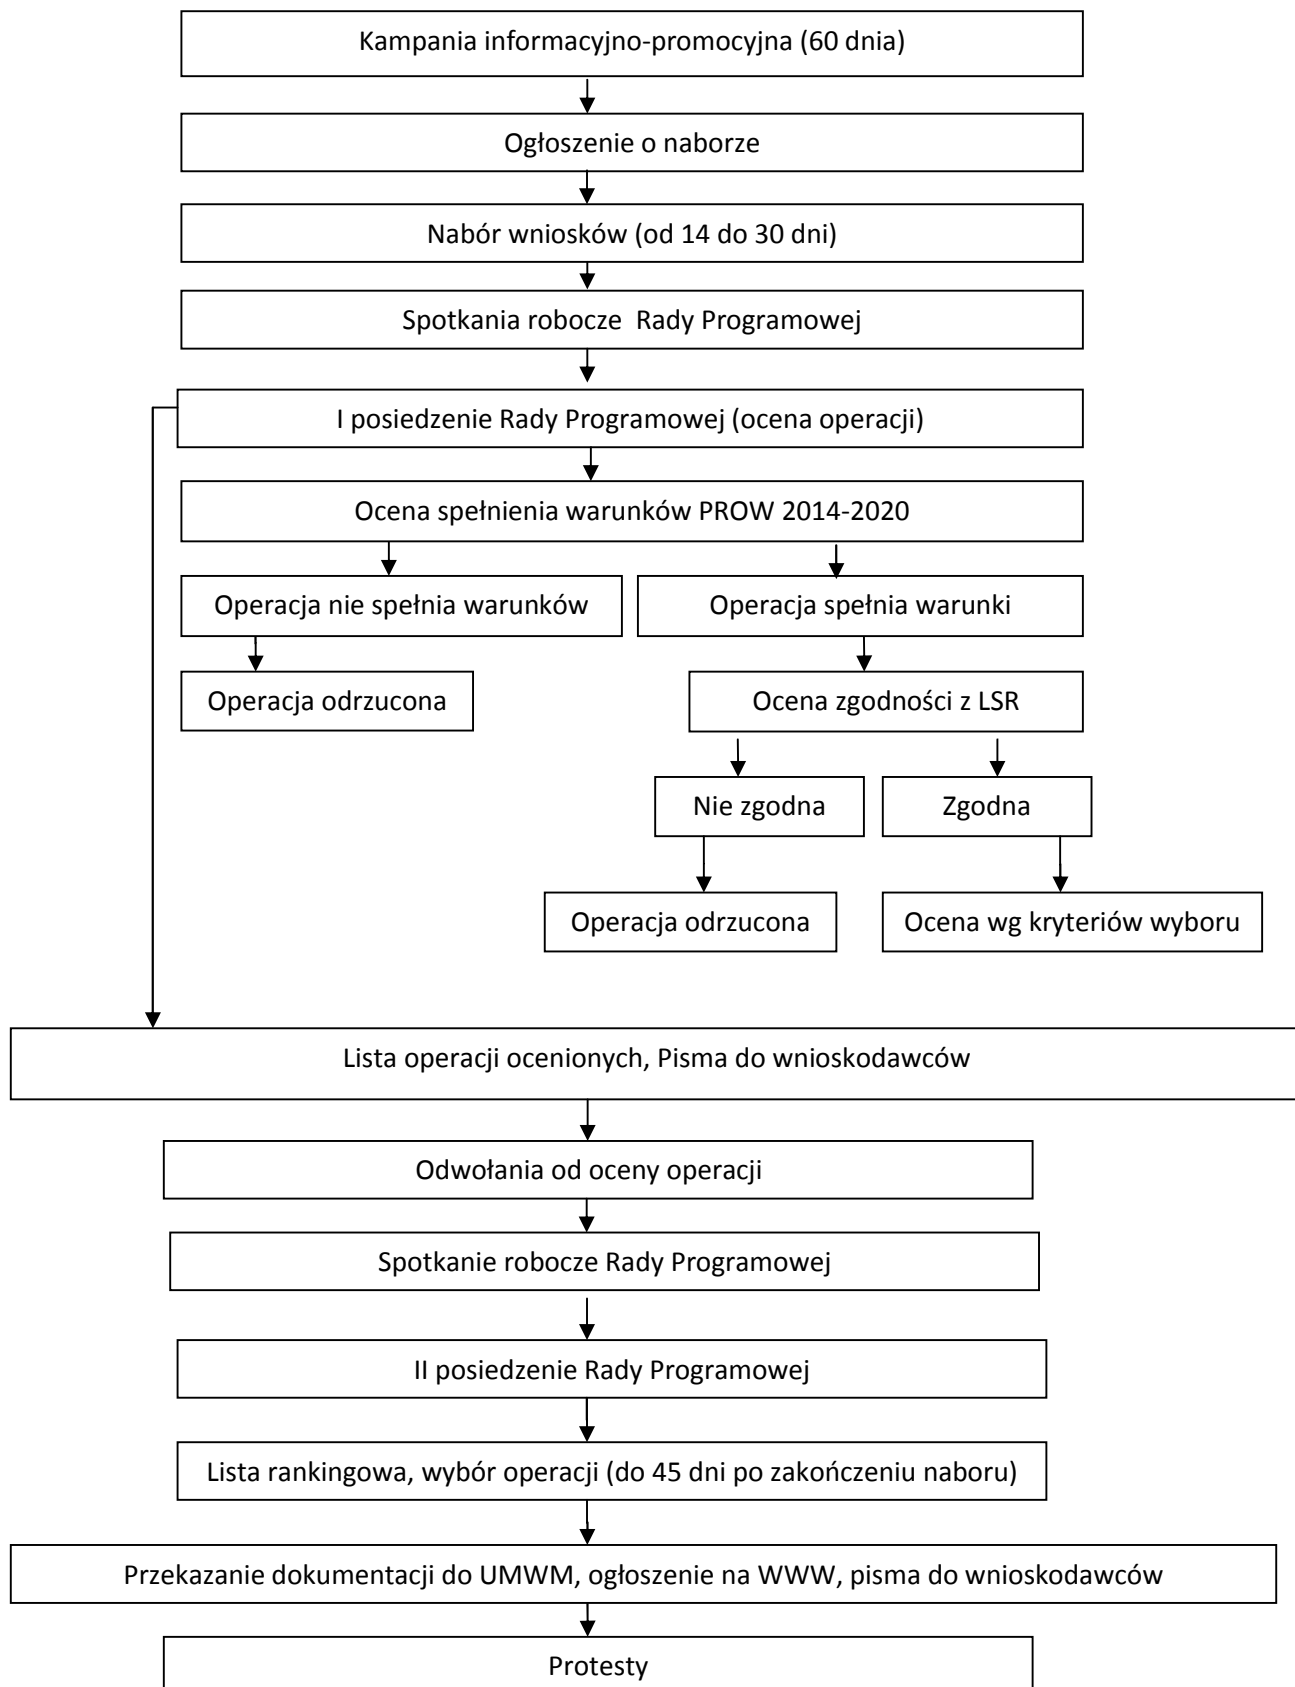 Kampania informacyjno-promocyjna (60 dnia)
Ogłoszenie o naborze
Nabór wniosków (od 14 do 30 dni)
Spotkania robocze Rady Programowej
I posiedzenie Rady Programowej (ocena operacji)
Ocena spełnienia warunków PROW 2014-2020
Operacja nie spełnia warunków
Operacja spełnia warunki
Operacja odrzucona
Ocena zgodności z LSR
Nie zgodna
Zgodna
Operacja odrzucona
Ocena wg kryteriów wyboru
Lista operacji ocenionych, Pisma do wnioskodawców
Odwołania od oceny operacji
Spotkanie robocze Rady Programowej
II posiedzenie Rady Programowej
Lista rankingowa, wybór operacji (do 45 dni po zakończeniu naboru)
Przekazanie dokumentacji do UMWM, ogłoszenie na WWW, pisma do wnioskodawców
Protesty